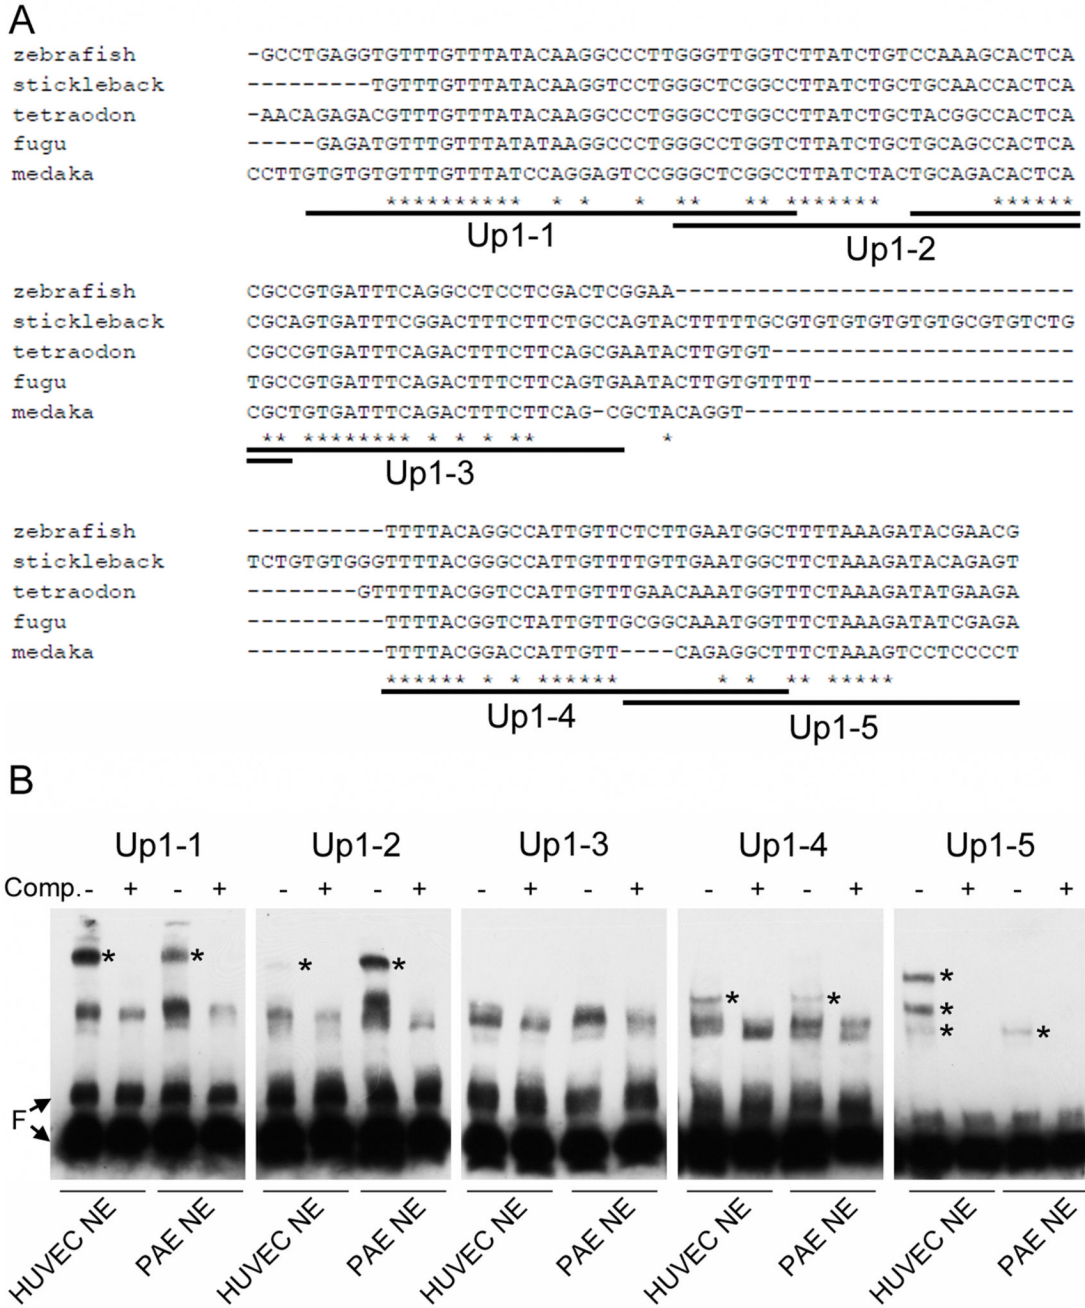 A
zebrafish -GCCTGAGGTGTTTGTTTATACAAGGCCCTTGGGTTGGTCTTATCTGTCCAAAGCACTCA
stickleback ---------TGTTTGTTTATACAAGGTCCTGGGCTCGGCCTTATCTGCTGCAACCACTCA
tetraodon -AACAGAGACGTTTGTTTATACAAGGCCCTGGGCCTGGCCTTATCTGCTACGGCCACTCA
fugu -----GAGATGTTTGTTTATATAAGGCCCTGGGCCTGGTCTTATCTGCTGCAGCCACTCA
medaka CCTTGTGTGTGTTTGTTTATCCAGGAGTCCGGGCTCGGCCTTATCTACTGCAGACACTCA
********** * * * ** ** ******* ******
Up1-1 Up1-2
zebrafish CGCCGTGATTTCAGGCCTCCTCGACTCGGAA-----------------------------
stickleback CGCAGTGATTTCGGACTTTCTTCTGCCAGTACTTTTTGCGTGTGTGTGTGTGCGTGTCTG
tetraodon CGCCGTGATTTCAGACTTTCTTCAGCGAATACTTGTGT----------------------
fugu TGCCGTGATTTCAGACTTTCTTCAGTGAATACTTGTGTTTT-------------------
medaka CGCTGTGATTTCAGACTTTCTTCAG-CGCTACAGGT------------------------
** ******** * * * ** *
Up1-3
zebrafish ----------TTTTACAGGCCATTGTTCTCTTGAATGGCTTTTAAAGATACGAACG
stickleback TCTGTGTGGGTTTTACGGGCCATTGTTTTGTTGAATGGCTTCTAAAGATACAGAGT
tetraodon --------GTTTTTACGGTCCATTGTTTGAACAAATGGTTTCTAAAGATATGAAGA
fugu ----------TTTTACGGTCTATTGTTGCGGCAAATGGTTTCTAAAGATATCGAGA
medaka ----------TTTTACGGACCATTGTT----CAGAGGCTTTCTAAAGTCCTCCCCT
****** * * ****** * * ** *****
Up1-4 Up1-5
B
Up1-1 Up1-2 Up1-3 Up1-4 Up1-5
Comp. - + - + - + - + - + - + - + - + - + - +
* * * * * * * * * *
F
HUVEC NE PAE NE HUVEC NE PAE NE HUVEC NE PAE NE HUVEC NE PAE NE HUVEC NE PAE NE